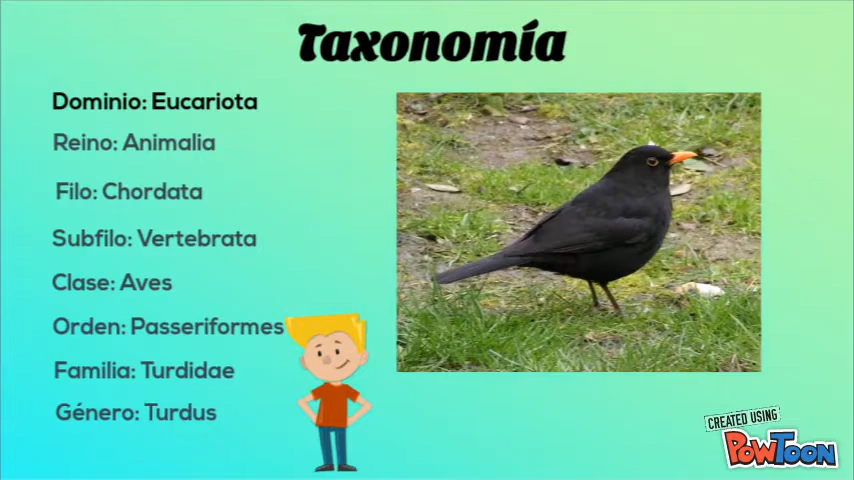 Taxonomía
Dominio: Eucariota
Reino: Animalia
Filo: Chordata
Subfilo: Vertebrata
Clase: Aves
Orden: Passeriformes
Familia: Turdidae
Género: Turdus
CREATED USING
POWTOON